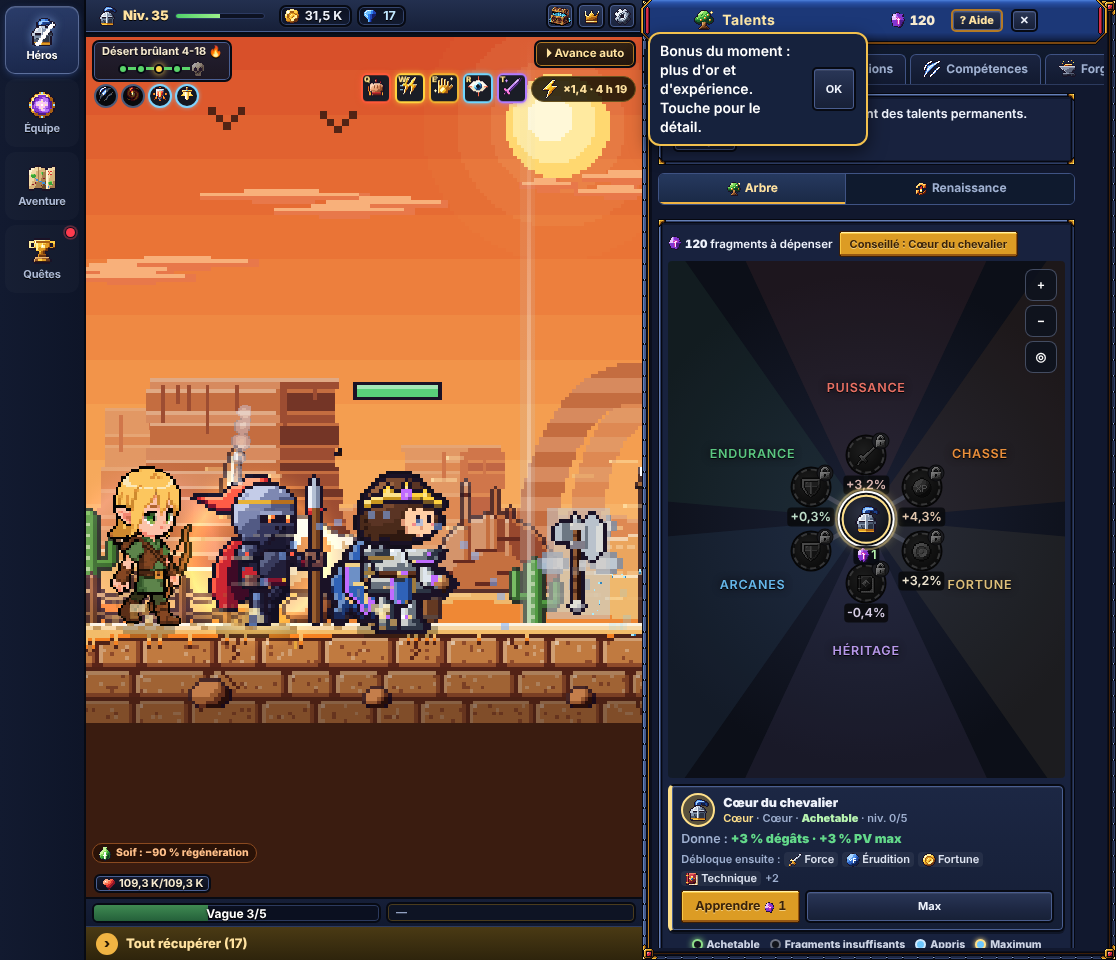 Niv. 35
31,5 K
17
Talents
120
? Aide
×
Héros
Équipe
Aventure
Quêtes
Désert brûlant 4-18
Avance auto
×1,4 · 4 h 19
Bonus du moment :
plus d'or et
d'expérience.
Touche pour le
détail.
OK
ions
Compétences
Forg
nt des talents permanents.
Arbre
Renaissance
120 fragments à dépenser
Conseillé : Cœur du chevalier
+
−
◎
PUISSANCE
ENDURANCE
CHASSE
+3,2%
+0,3%
+4,3%
1
+3,2%
ARCANES
FORTUNE
-0,4%
HÉRITAGE
Cœur du chevalier
Cœur · Cœur · Achetable · niv. 0/5
Donne : +3 % dégâts · +3 % PV max
Débloque ensuite : Force Érudition Fortune
Technique +2
Apprendre 1
Max
Achetable Fragments insuffisants Appris Maximum
Soif : −90 % régénération
109,3 K/109,3 K
Vague 3/5
—
Tout récupérer (17)